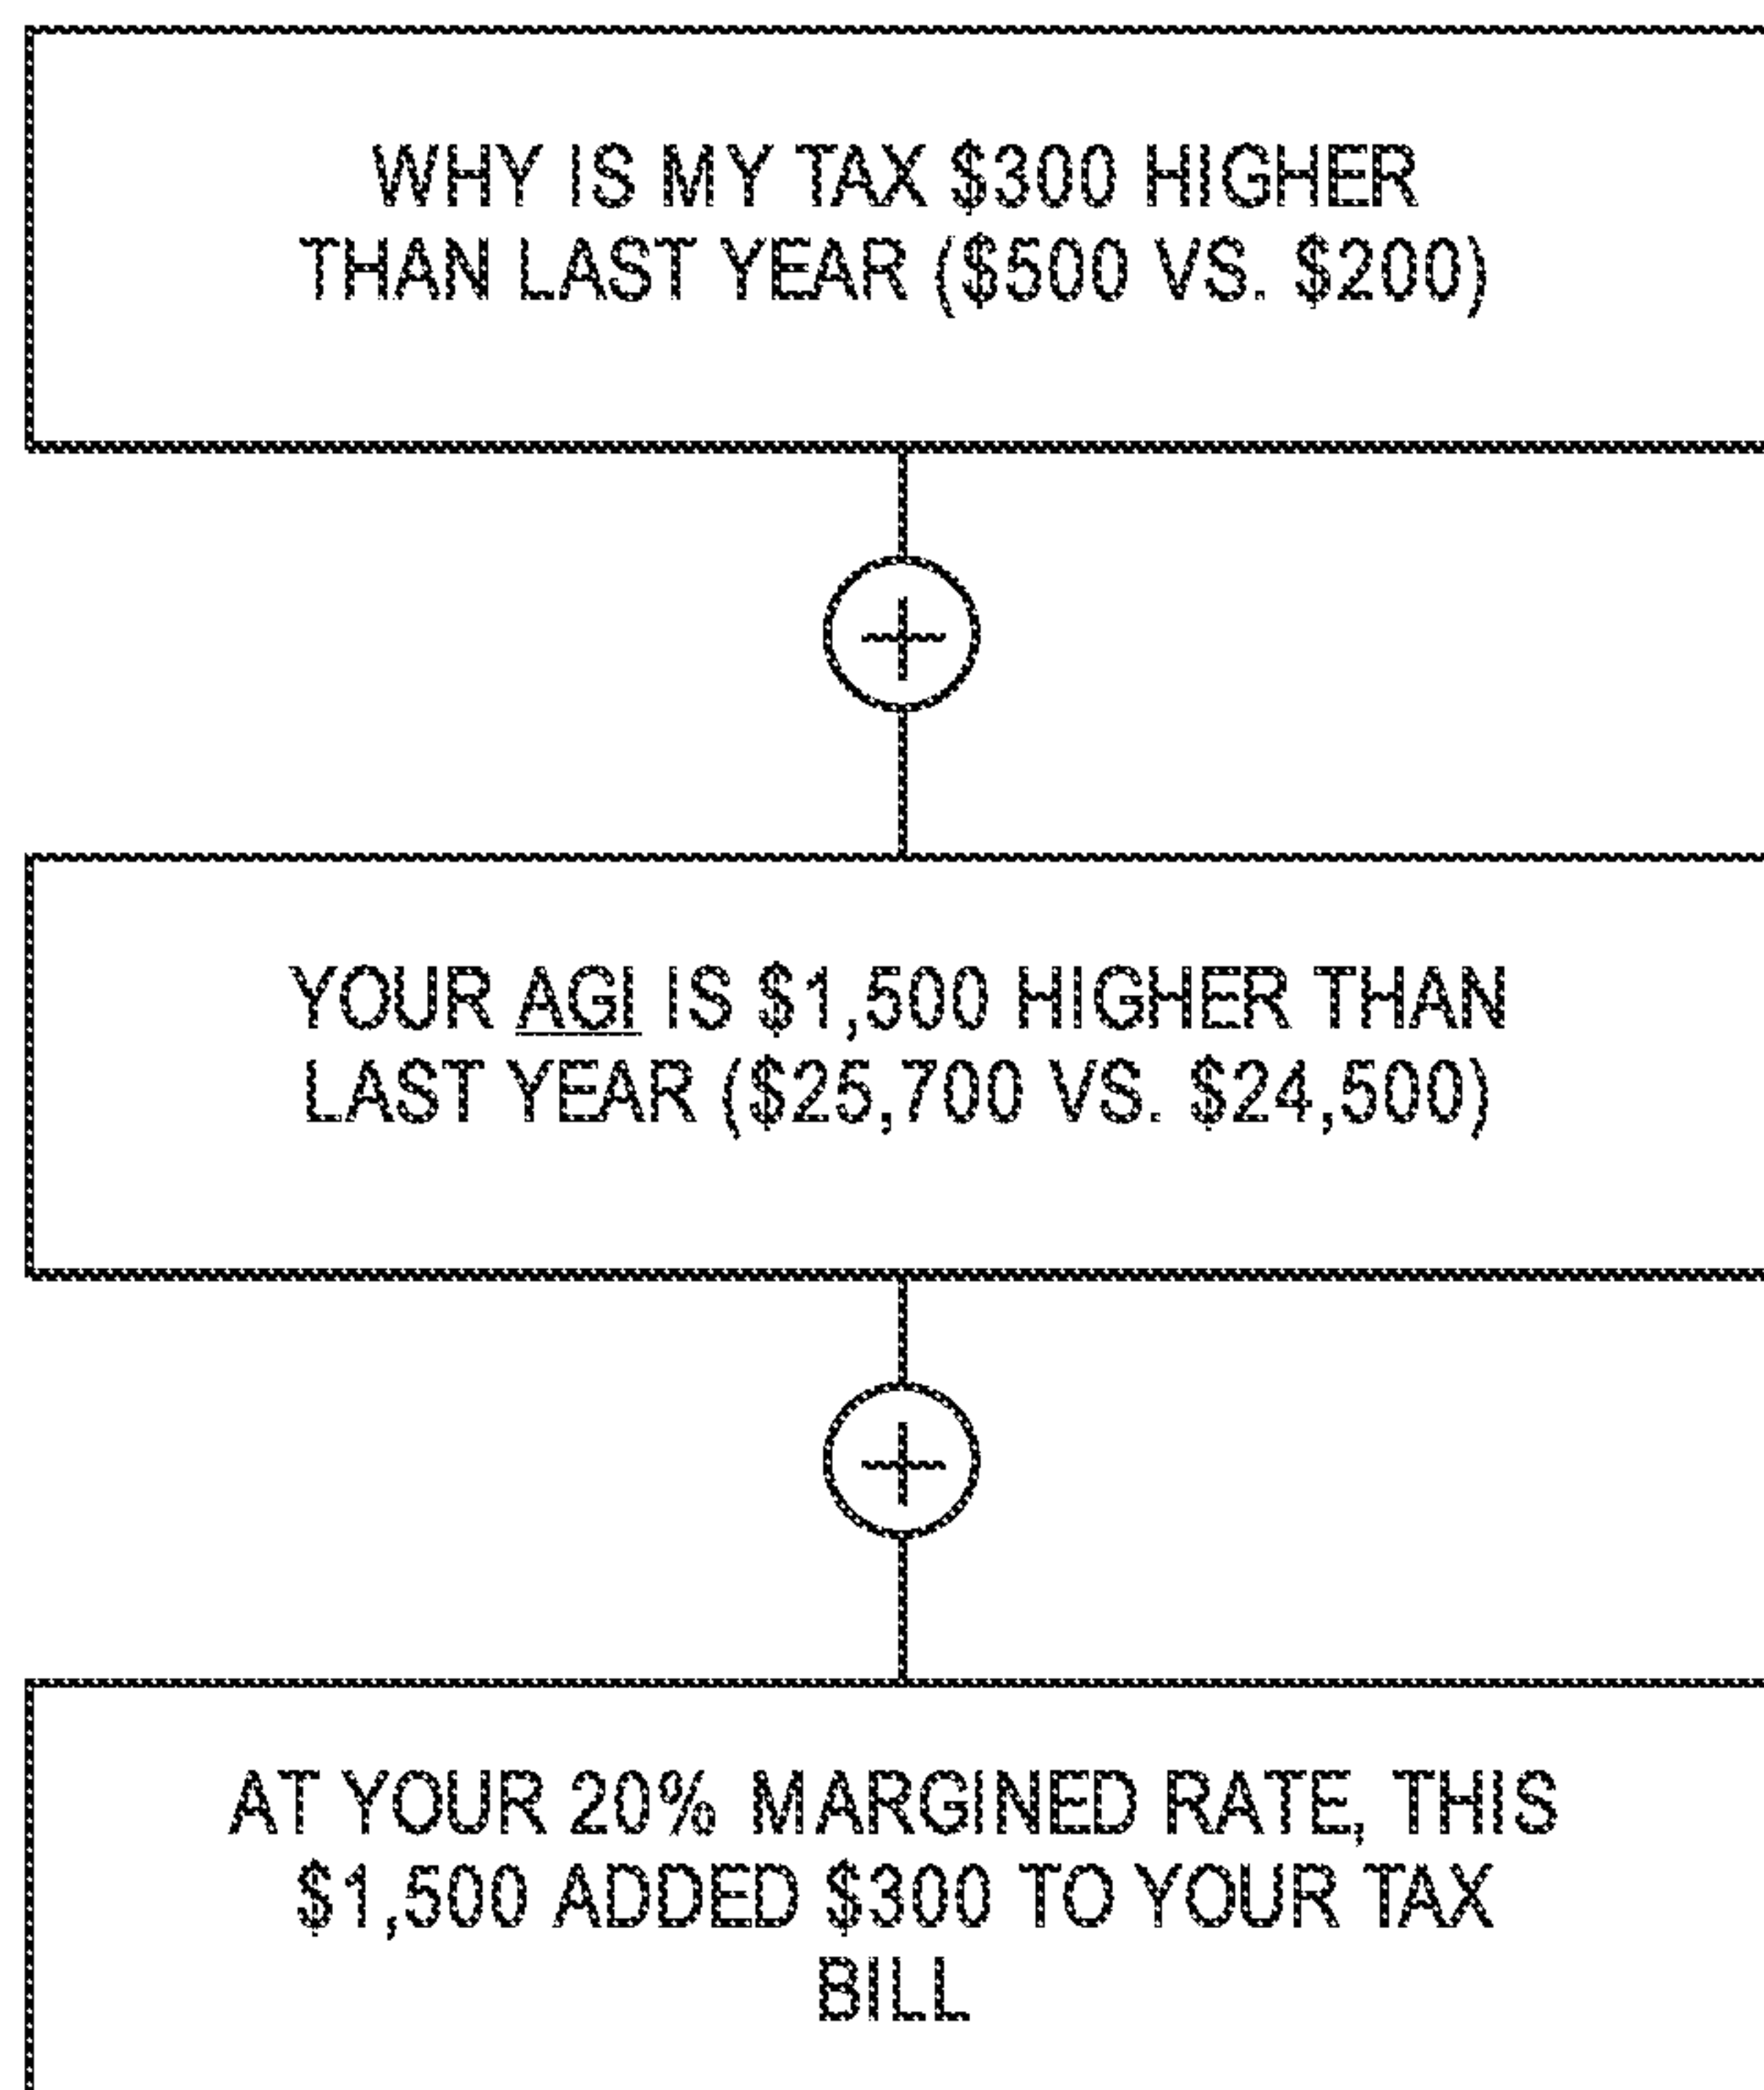 WHY IS MY TAX $300 HIGHER
THAN LAST YEAR ($500 VS. $200)
+
YOUR AGI IS $1,500 HIGHER THAN
LAST YEAR ($25,700 VS. $24,500)
+
AT YOUR 20% MARGINED RATE, THIS
$1,500 ADDED $300 TO YOUR TAX
BILL